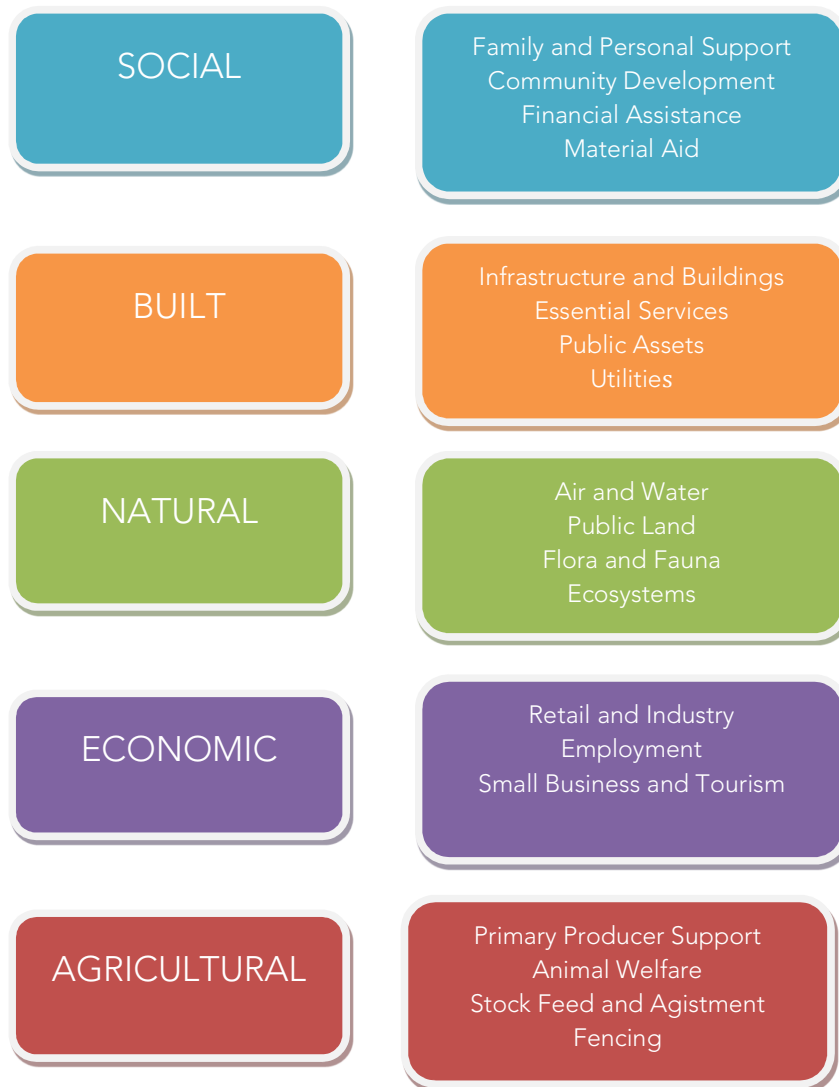 SOCIAL
Family and Personal Support
Community Development
Financial Assistance
Material Aid
BUILT
Infrastructure and Buildings
Essential Services
Public Assets
Utilities
NATURAL
Air and Water
Public Land
Flora and Fauna
Ecosystems
ECONOMIC
Retail and Industry
Employment
Small Business and Tourism
AGRICULTURAL
Primary Producer Support
Animal Welfare
Stock Feed and Agistment
Fencing